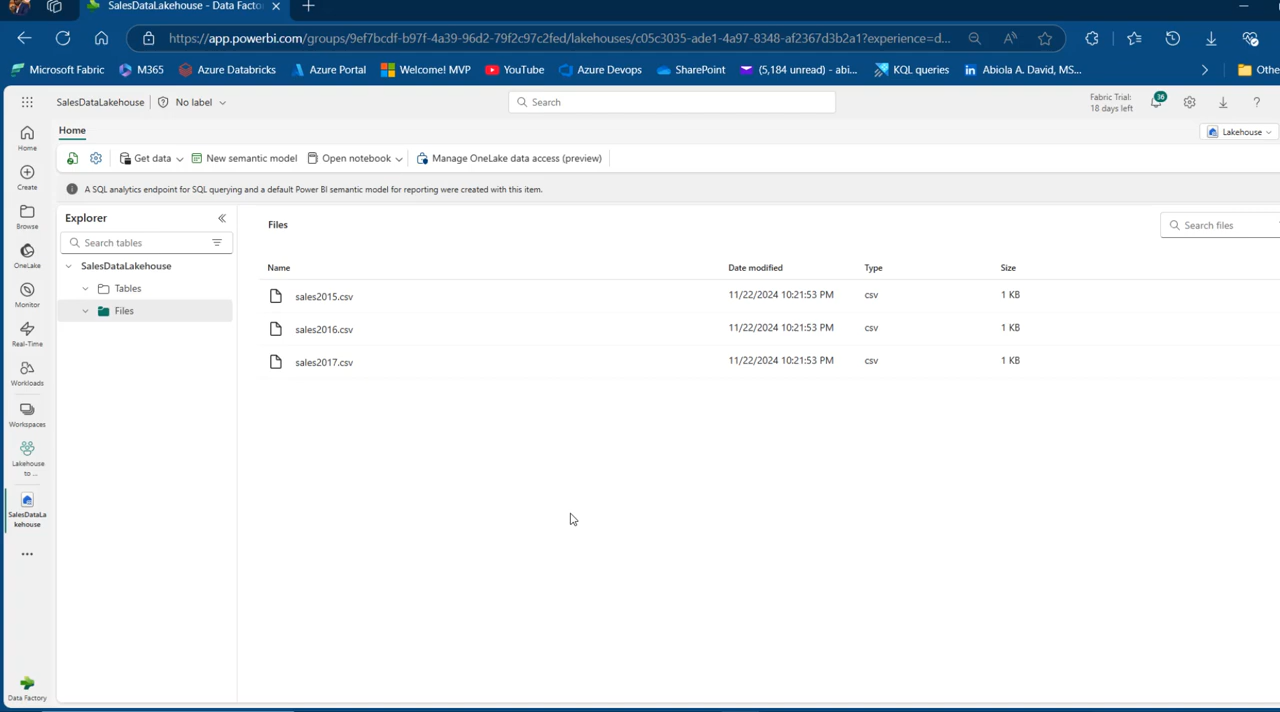 SalesDataLakehouse - Data Facto
https://app.powerbi.com/groups/9ef7bcdf-b97f-4a39-96d2-79f2c97c2fed/lakehouses/c05c3035-ade1-4a97-8348-af2367d3b2a1?experience=d...
Microsoft Fabric M365 Azure Databricks Azure Portal Welcome! MVP YouTube Azure Devops SharePoint (5,184 unread) - abi... KQL queries Abiola A. David, MS... Othe
SalesDataLakehouse No label Search Fabric Trial: 18 days left 36 ?
Home
Lakehouse
Get data New semantic model Open notebook Manage OneLake data access (preview)
A SQL analytics endpoint for SQL querying and a default Power BI semantic model for reporting were created with this item.
Home
Create
Browse
OneLake
Monitor
Real-Time
Workloads
Workspaces
Lakehouse
to ...
SalesDataLa
kehouse
Data Factory
Explorer
Search tables
SalesDataLakehouse
Tables
Files
Files
Search files
Name Date modified Type Size
sales2015.csv 11/22/2024 10:21:53 PM csv 1 KB
sales2016.csv 11/22/2024 10:21:53 PM csv 1 KB
sales2017.csv 11/22/2024 10:21:53 PM csv 1 KB